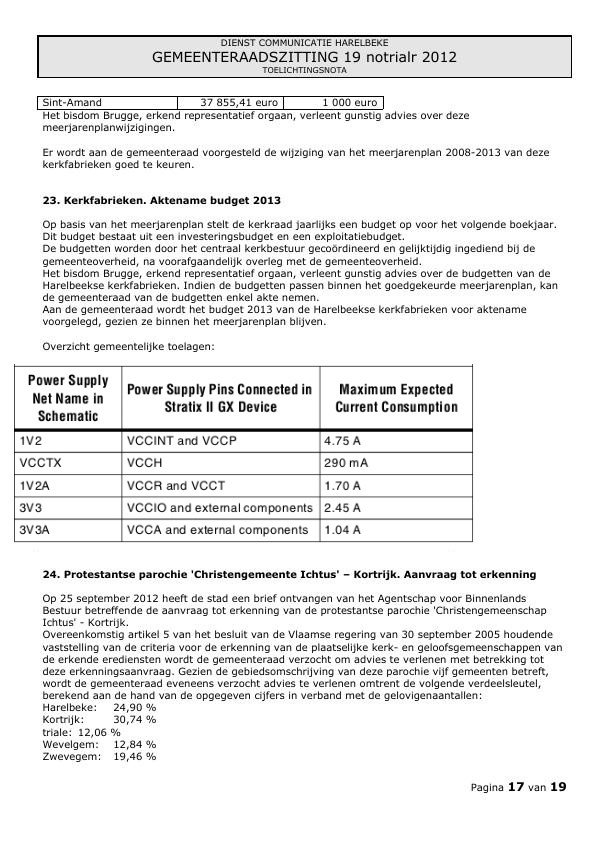 DIENST COMMUNICATIE HARELBEKE
GEMEENTERAADSZITTING 19 notrialr 2012
TOELICHTINGSNOTA
Sint-Amand 37 855,41 euro 1 000 euro
Het bisdom Brugge, erkend representatief orgaan, verleent gunstig advies over deze
meerjarenplanwijzigingen.
Er wordt aan de gemeenteraad voorgesteld de wijziging van het meerjarenplan 2008-2013 van deze
kerkfabrieken goed te keuren.
23. Kerkfabrieken. Aktename budget 2013
Op basis van het meerjarenplan stelt de kerkraad jaarlijks een budget op voor het volgende boekjaar.
Dit budget bestaat uit een investeringsbudget en een exploitatiebudget.
De budgetten worden door het centraal kerkbestuur gecoördineerd en gelijktijdig ingediend bij de
gemeenteoverheid, na voorafgaandelijk overleg met de gemeenteoverheid.
Het bisdom Brugge, erkend representatief orgaan, verleent gunstig advies over de budgetten van de
Harelbeekse kerkfabrieken. Indien de budgetten passen binnen het goedgekeurde meerjarenplan, kan
de gemeenteraad van de budgetten enkel akte nemen.
Aan de gemeenteraad wordt het budget 2013 van de Harelbeekse kerkfabrieken voor aktename
voorgelegd, gezien ze binnen het meerjarenplan blijven.
Overzicht gemeentelijke toelagen:
Power Supply Net Name in Schematic Power Supply Pins Connected in Stratix II GX Device Maximum Expected Current Consumption
1V2 VCCINT and VCCP 4.75 A
VCCTX VCCH 290 mA
1V2A VCCR and VCCT 1.70 A
3V3 VCCIO and external components 2.45 A
3V3A VCCA and external components 1.04 A
24. Protestantse parochie 'Christengemeente Ichtus' – Kortrijk. Aanvraag tot erkenning
Op 25 september 2012 heeft de stad een brief ontvangen van het Agentschap voor Binnenlands
Bestuur betreffende de aanvraag tot erkenning van de protestantse parochie 'Christengemeenschap
Ichtus' - Kortrijk.
Overeenkomstig artikel 5 van het besluit van de Vlaamse regering van 30 september 2005 houdende
vaststelling van de criteria voor de erkenning van de plaatselijke kerk- en geloofsgemeenschappen van
de erkende erediensten wordt de gemeenteraad verzocht om advies te verlenen met betrekking tot
deze erkenningsaanvraag. Gezien de gebiedsomschrijving van deze parochie vijf gemeenten betreft,
wordt de gemeenteraad eveneens verzocht advies te verlenen omtrent de volgende verdeelsleutel,
berekend aan de hand van de opgegeven cijfers in verband met de gelovigenaantallen:
Harelbeke: 24,90 %
Kortrijk: 30,74 %
triale: 12,06 %
Wevelgem: 12,84 %
Zwevegem: 19,46 %
Pagina 17 van 19